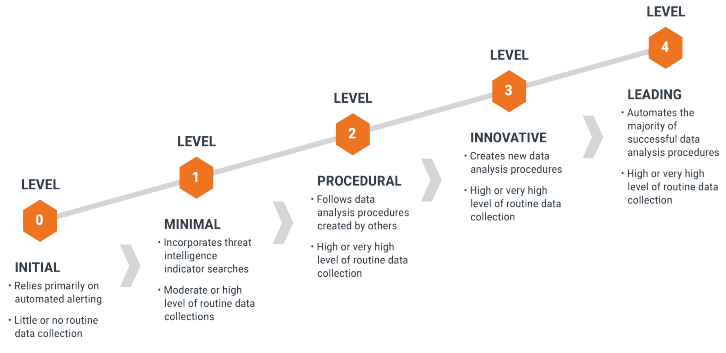 LEVEL
0
INITIAL
• Relies primarily on
automated alerting
• Little or no routine
data collection
LEVEL
1
MINIMAL
• Incorporates threat
intelligence
indicator searches
• Moderate or high
level of routine data
collections
LEVEL
2
PROCEDURAL
• Follows data
analysis procedures
created by others
• High or very high
level of routine data
collection
LEVEL
3
INNOVATIVE
• Creates new data
analysis procedures
• High or very high
level of routine data
collection
LEVEL
4
LEADING
• Automates the
majority of
successful data
analysis procedures
• High or very high
level of routine data
collection